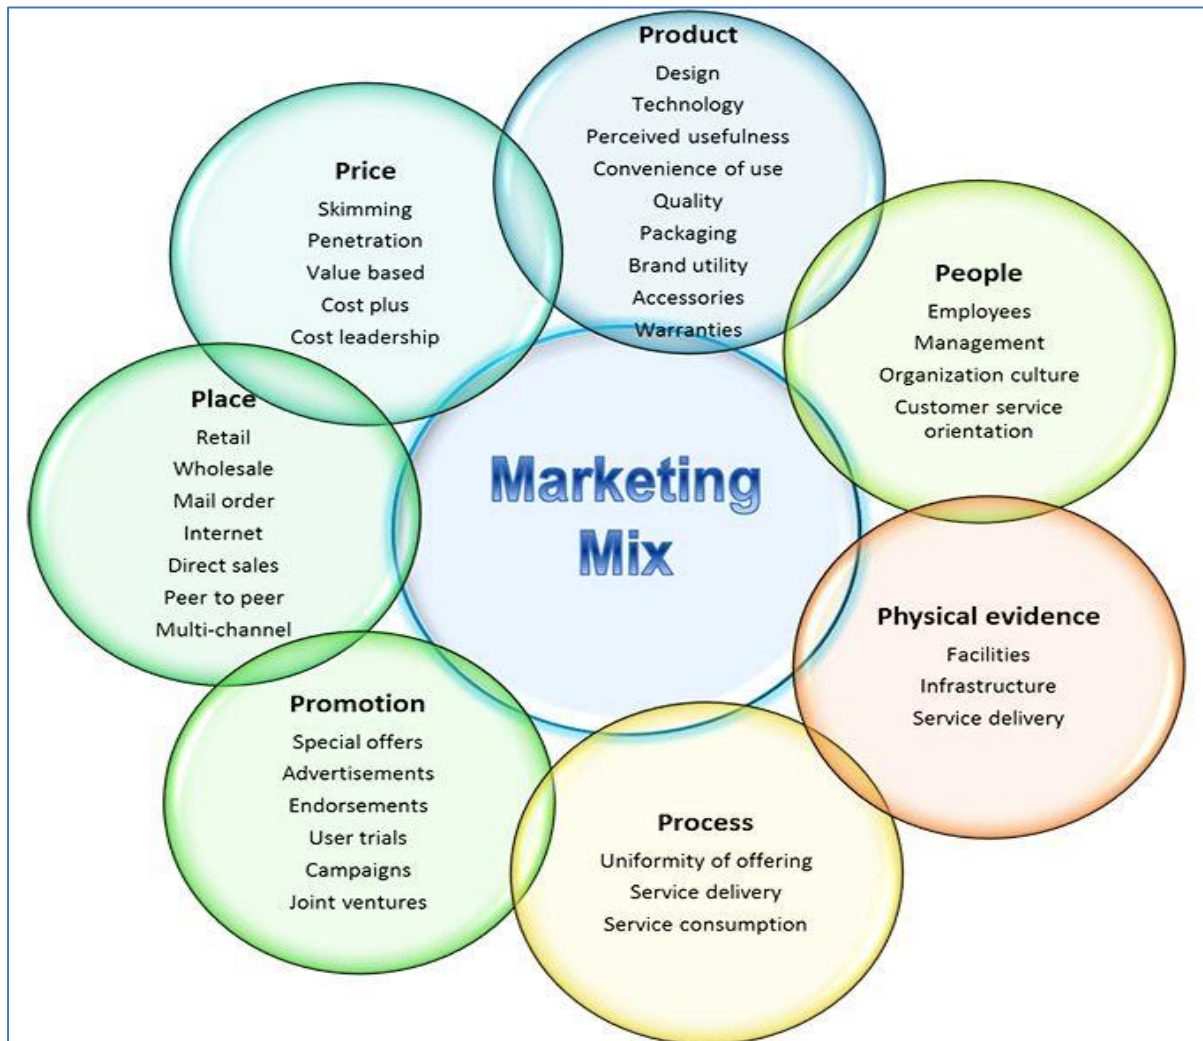 Product
Design
Technology
Perceived usefulness
Convenience of use
Quality
Packaging
Brand utility
Accessories
Warranties
Price
Skimming
Penetration
Value based
Cost plus
Cost leadership
People
Employees
Management
Organization culture
Customer service
orientation
Place
Retail
Wholesale
Mail order
Internet
Direct sales
Peer to peer
Multi-channel
Marketing
Mix
Physical evidence
Facilities
Infrastructure
Service delivery
Promotion
Special offers
Advertisements
Endorsements
User trials
Campaigns
Joint ventures
Process
Uniformity of offering
Service delivery
Service consumption